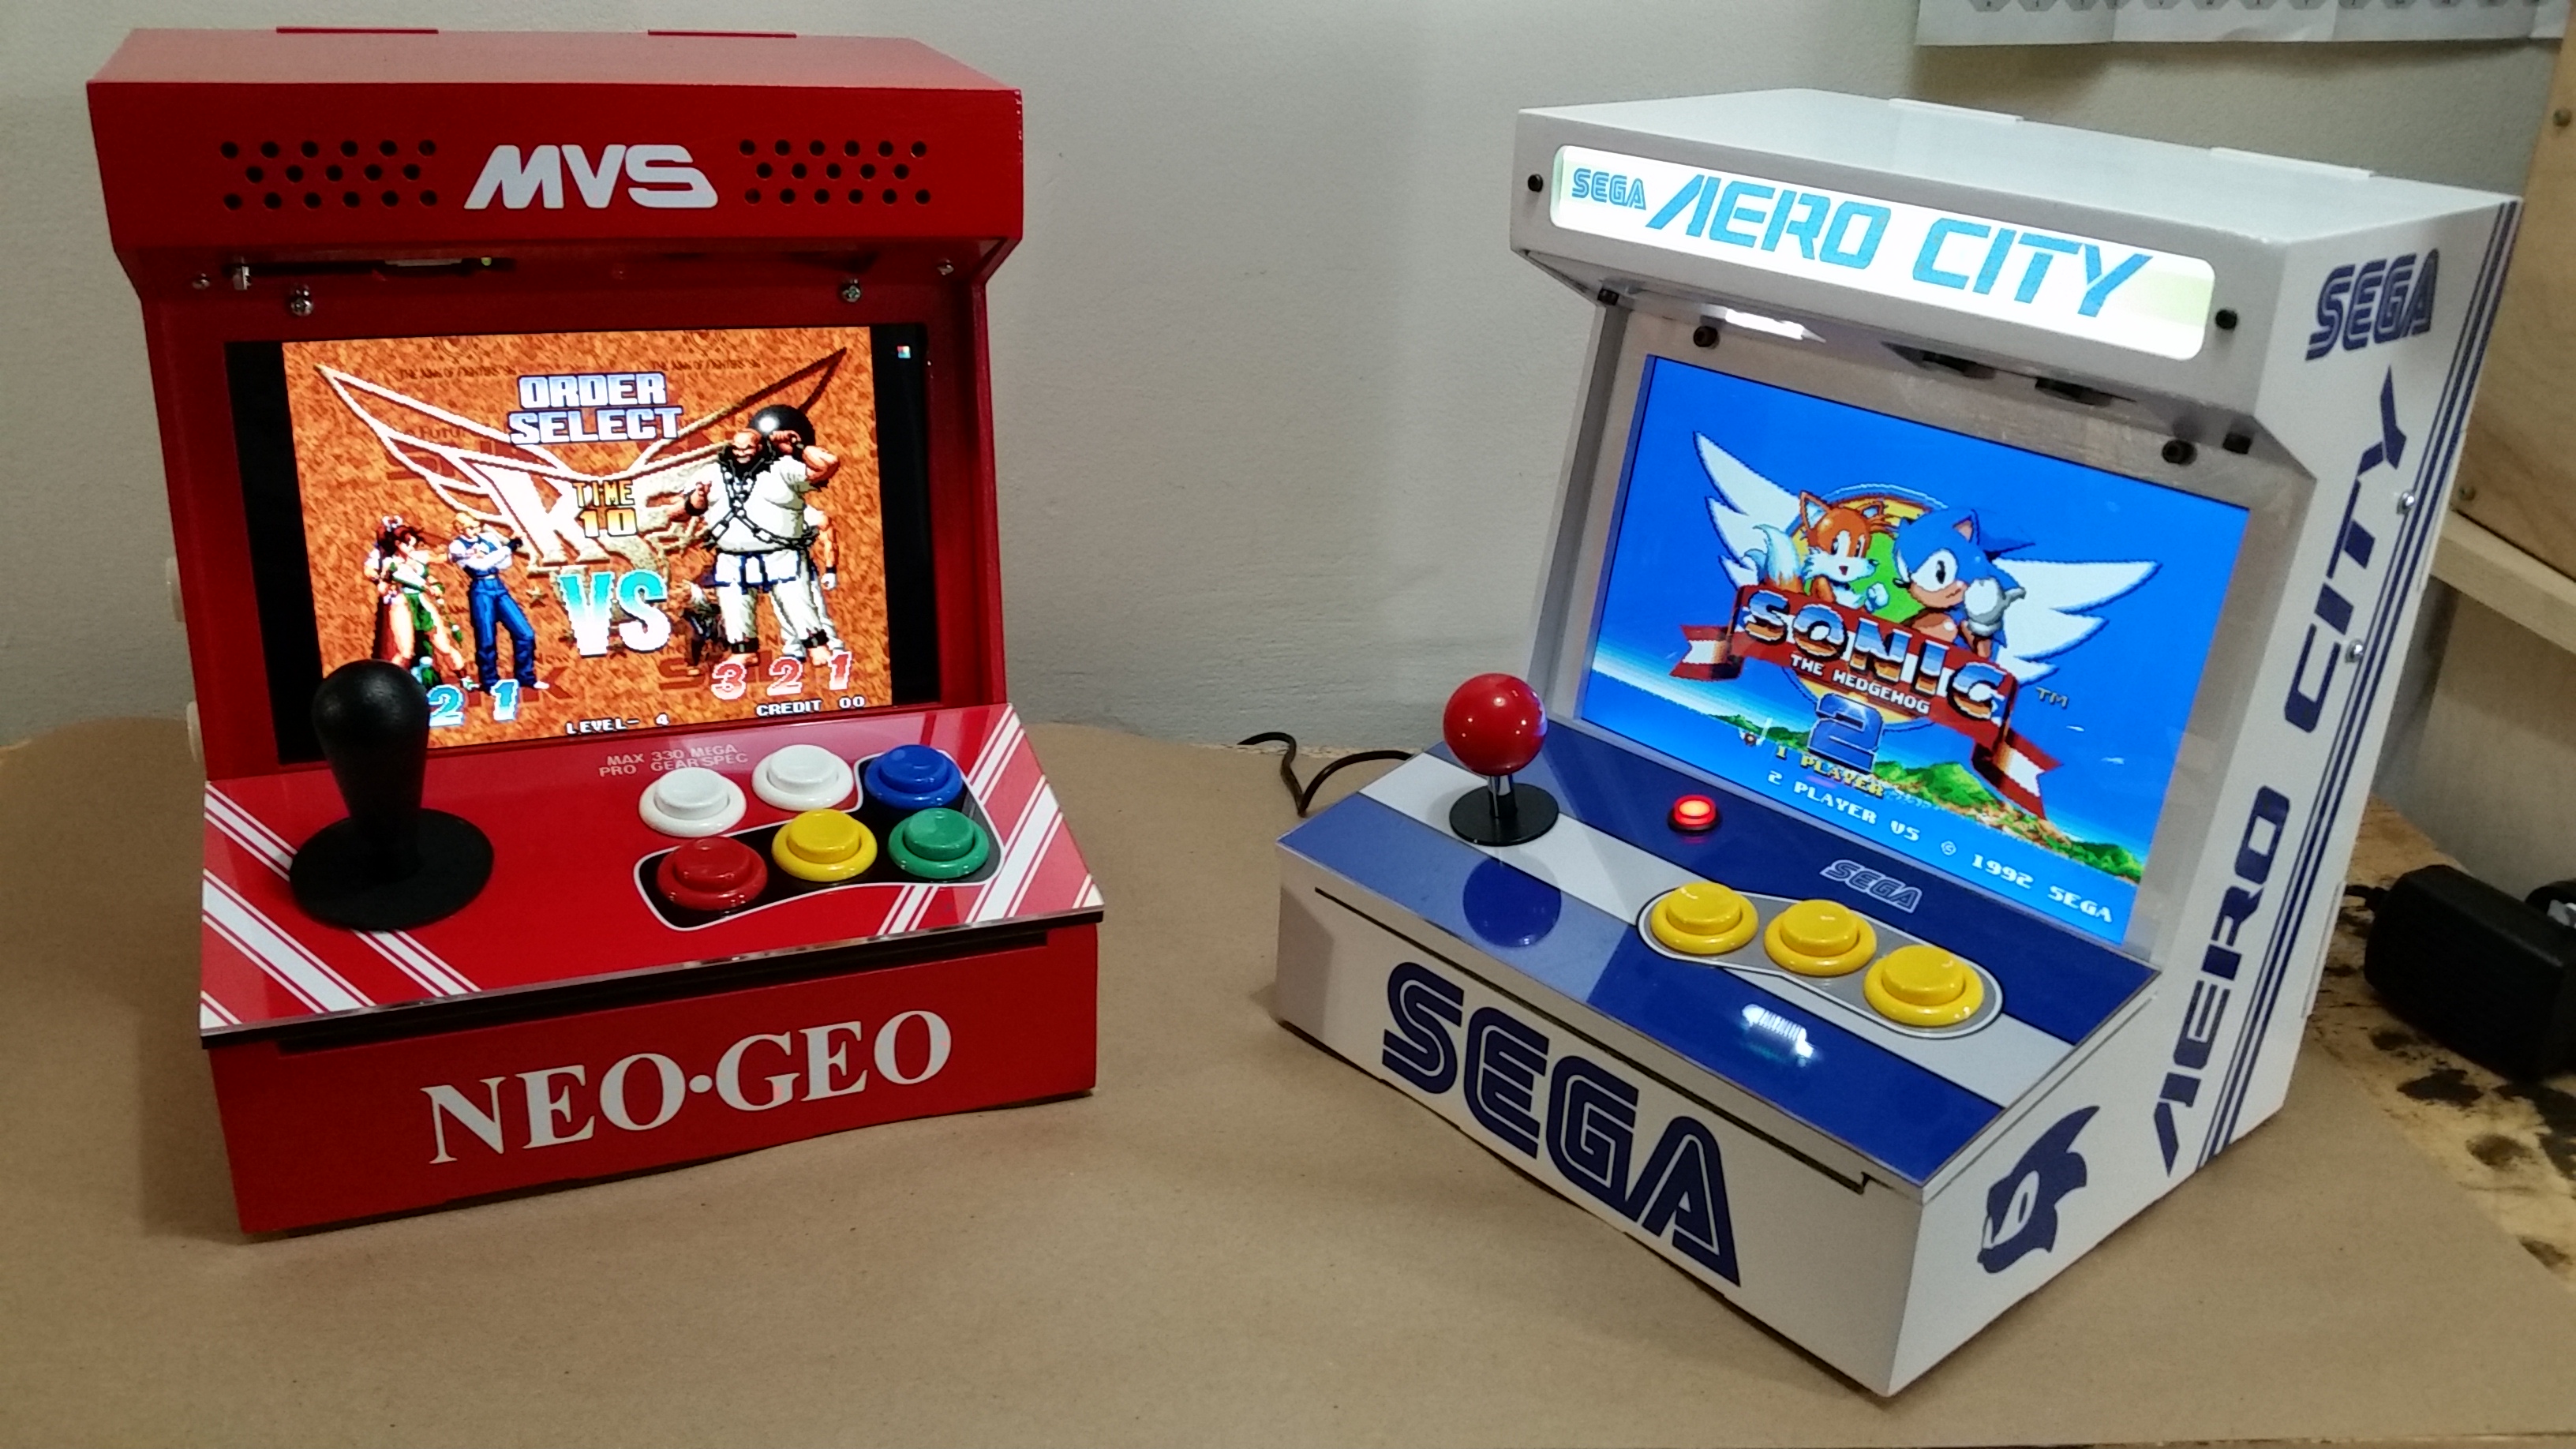 MVS
ORDER
SELECT
TIME
10
VS
2 1
3 2 1
LEVEL- 4
CREDIT 00
MAX 330 MEGA
PRO GEAR SPEC
NEO•GEO
SEGA AERO CITY
SONIC
THE HEDGEHOG
TM
2
1 PLAYER
2 PLAYER VS
© 1992 SEGA
SEGA
SEGA
SEGA
AERO CITY